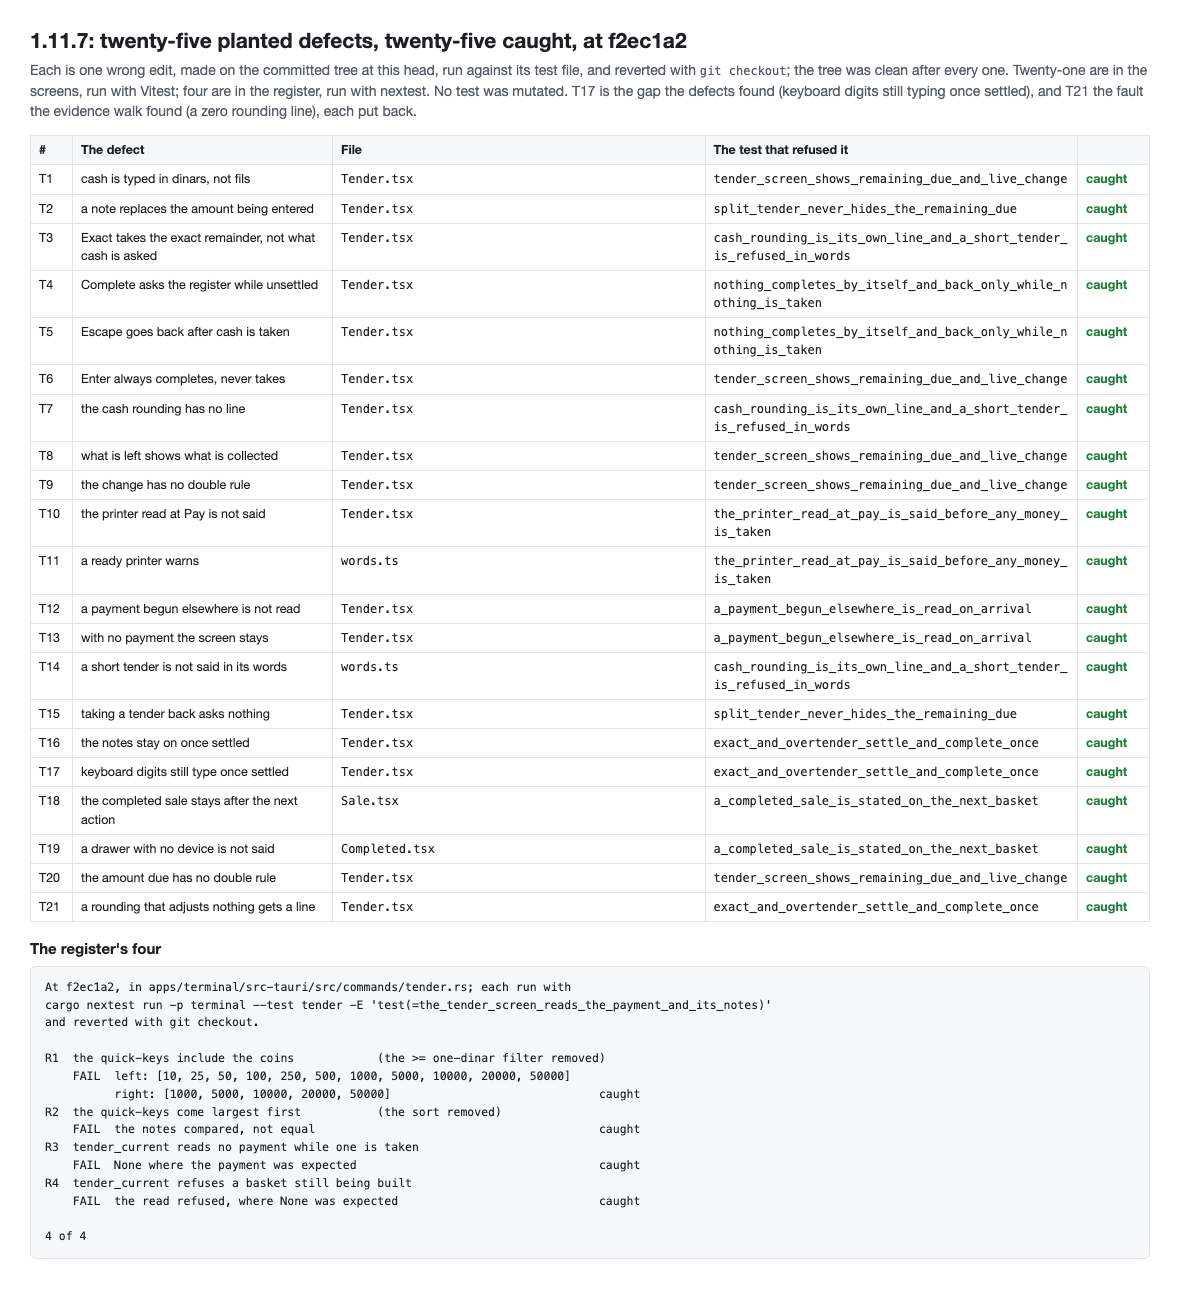 1.11.7: twenty-five planted defects, twenty-five caught, at f2ec1a2
Each is one wrong edit, made on the committed tree at this head, run against its test file, and reverted with git checkout; the tree was clean after every one. Twenty-one are in the
screens, run with Vitest; four are in the register, run with nextest. No test was mutated. T17 is the gap the defects found (keyboard digits still typing once settled), and T21 the fault
the evidence walk found (a zero rounding line), each put back.
# The defect File The test that refused it
T1 cash is typed in dinars, not fils Tender.tsx tender_screen_shows_remaining_due_and_live_change caught
T2 a note replaces the amount being entered Tender.tsx split_tender_never_hides_the_remaining_due caught
T3 Exact takes the exact remainder, not what Tender.tsx cash_rounding_is_its_own_line_and_a_short_tender_ caught
cash is asked is_refused_in_words
T4 Complete asks the register while unsettled Tender.tsx nothing_completes_by_itself_and_back_only_while_n caught
othing_is_taken
T5 Escape goes back after cash is taken Tender.tsx nothing_completes_by_itself_and_back_only_while_n caught
othing_is_taken
T6 Enter always completes, never takes Tender.tsx tender_screen_shows_remaining_due_and_live_change caught
T7 the cash rounding has no line Tender.tsx cash_rounding_is_its_own_line_and_a_short_tender_ caught
is_refused_in_words
T8 what is left shows what is collected Tender.tsx tender_screen_shows_remaining_due_and_live_change caught
T9 the change has no double rule Tender.tsx tender_screen_shows_remaining_due_and_live_change caught
T10 the printer read at Pay is not said Tender.tsx the_printer_read_at_pay_is_said_before_any_money_ caught
is_taken
T11 a ready printer warns words.ts the_printer_read_at_pay_is_said_before_any_money_ caught
is_taken
T12 a payment begun elsewhere is not read Tender.tsx a_payment_begun_elsewhere_is_read_on_arrival caught
T13 with no payment the screen stays Tender.tsx a_payment_begun_elsewhere_is_read_on_arrival caught
T14 a short tender is not said in its words words.ts cash_rounding_is_its_own_line_and_a_short_tender_ caught
is_refused_in_words
T15 taking a tender back asks nothing Tender.tsx split_tender_never_hides_the_remaining_due caught
T16 the notes stay on once settled Tender.tsx exact_and_overtender_settle_and_complete_once caught
T17 keyboard digits still type once settled Tender.tsx exact_and_overtender_settle_and_complete_once caught
T18 the completed sale stays after the next Sale.tsx a_completed_sale_is_stated_on_the_next_basket caught
action
T19 a drawer with no device is not said Completed.tsx a_completed_sale_is_stated_on_the_next_basket caught
T20 the amount due has no double rule Tender.tsx tender_screen_shows_remaining_due_and_live_change caught
T21 a rounding that adjusts nothing gets a line Tender.tsx exact_and_overtender_settle_and_complete_once caught
The register's four
At f2ec1a2, in apps/terminal/src-tauri/src/commands/tender.rs; each run with
cargo nextest run -p terminal --test tender -E 'test(=the_tender_screen_reads_the_payment_and_its_notes)'
and reverted with git checkout.
R1 the quick-keys include the coins (the >= one-dinar filter removed)
FAIL left: [10, 25, 50, 100, 250, 500, 1000, 5000, 10000, 20000, 50000]
right: [1000, 5000, 10000, 20000, 50000] caught
R2 the quick-keys come largest first (the sort removed)
FAIL the notes compared, not equal caught
R3 tender_current reads no payment while one is taken
FAIL None where the payment was expected caught
R4 tender_current refuses a basket still being built
FAIL the read refused, where None was expected caught
4 of 4